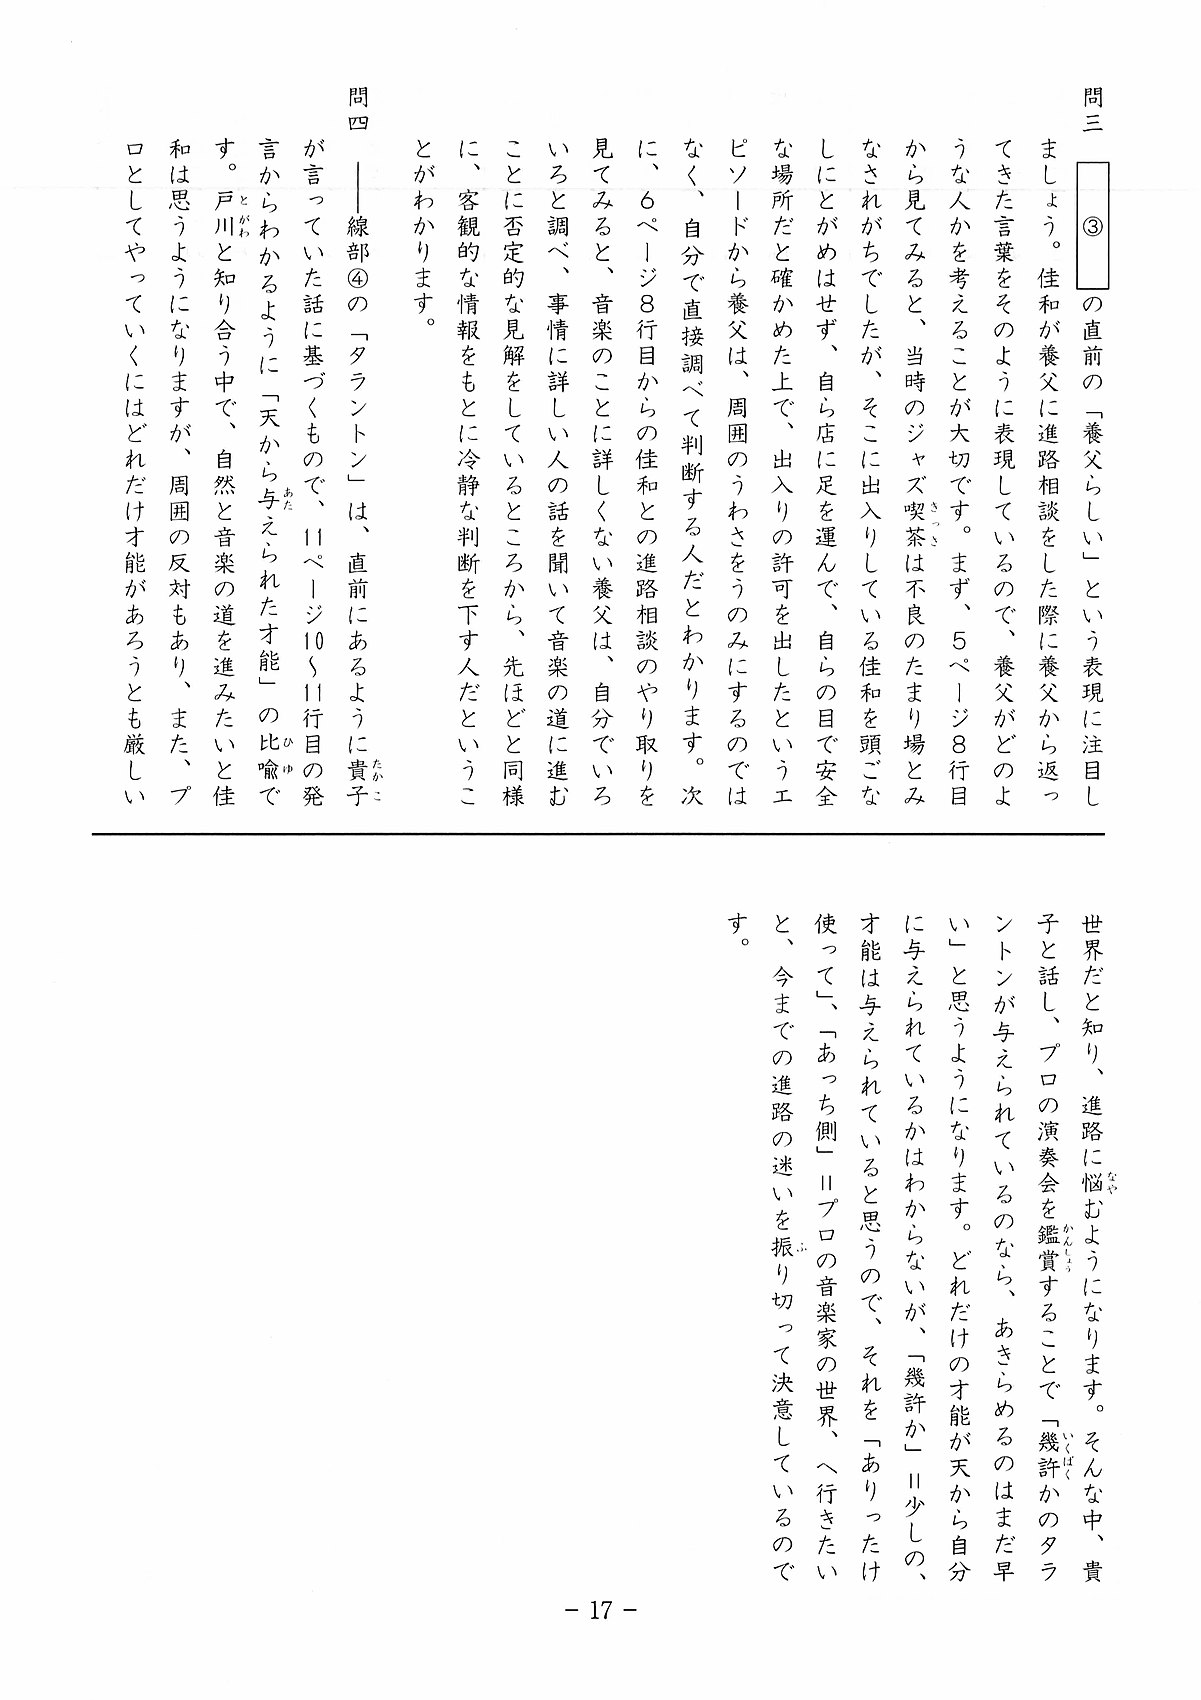 問三　③の直前の「養父らしい」という表現に注目し
ましょう。佳和が養父に進路相談をした際に養父から返っ
てきた言葉をそのように表現しているので、養父がどのよ
うな人かを考えることが大切です。まず、５ページ８行目
から見てみると、当時のジャズ喫茶は不良のたまり場とみ
なされがちでしたが、そこに出入りしている佳和を頭ごな
しにとがめはせず、自ら店に足を運んで、自らの目で安全
な場所だと確かめた上で、出入りの許可を出したというエ
ピソードから養父は、周囲のうわさをうのみにするのでは
なく、自分で直接調べて判断する人だとわかります。次
に、６ページ８行目からの佳和との進路相談のやり取りを
見てみると、音楽のことに詳しくない養父は、自分でいろ
いろと調べ、事情に詳しい人の話を聞いて音楽の道に進む
ことに否定的な見解をしているところから、先ほどと同様
に、客観的な情報をもとに冷静な判断を下す人だというこ
とがわかります。
問四　――線部④の「タラントン」は、直前にあるように貴子
が言っていた話に基づくもので、11ページ10～11行目の発
言からわかるように「天から与えられた才能」の比喩で
す。戸川と知り合う中で、自然と音楽の道を進みたいと佳
和は思うようになりますが、周囲の反対もあり、また、プ
ロとしてやっていくにはどれだけ才能があろうとも厳しい
世界だと知り、進路に悩むようになります。そんな中、貴
子と話し、プロの演奏会を鑑賞することで「幾許かのタラ
ントンが与えられているのなら、あきらめるのはまだ早
い」と思うようになります。どれだけの才能が天から自分
に与えられているかはわからないが、「幾許か」＝少しの、
才能は与えられていると思うので、それを「ありったけ
使って」、「あっち側」＝プロの音楽家の世界、へ行きたい
と、今までの進路の迷いを振り切って決意しているので
す。
－17－